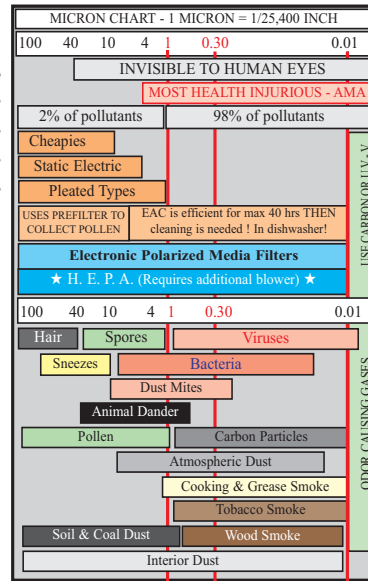 MICRON CHART - 1 MICRON = 1/25,400 INCH
100 40 10 4 1 0.30 0.01
INVISIBLE TO HUMAN EYES
MOST HEALTH INJURIOUS - AMA
2% of pollutants 98% of pollutants
Cheapies
Static Electric
Pleated Types
USES PREFILTER TO
COLLECT POLLEN
EAC is efficient for max 40 hrs THEN
cleaning is needed ! In dishwasher!
Electronic Polarized Media Filters
★ H. E. P. A. (Requires additional blower) ★
USE CARBON OR U.V.-V
100 40 10 4 1 0.30 0.01
Hair Spores Viruses
Sneezes Bacteria
Dust Mites
Animal Dander
Pollen Carbon Particles
Atmospheric Dust
Cooking & Grease Smoke
Tobacco Smoke
Soil & Coal Dust Wood Smoke
Interior Dust
ODOR CAUSING GASES